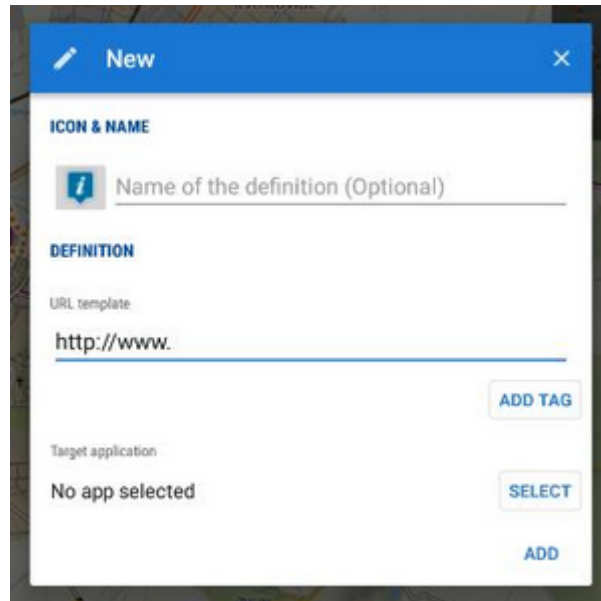 New
ICON & NAME
Name of the definition (Optional)
DEFINITION
URL template
http://www.
ADD TAG
Target application
No app selected
SELECT
ADD